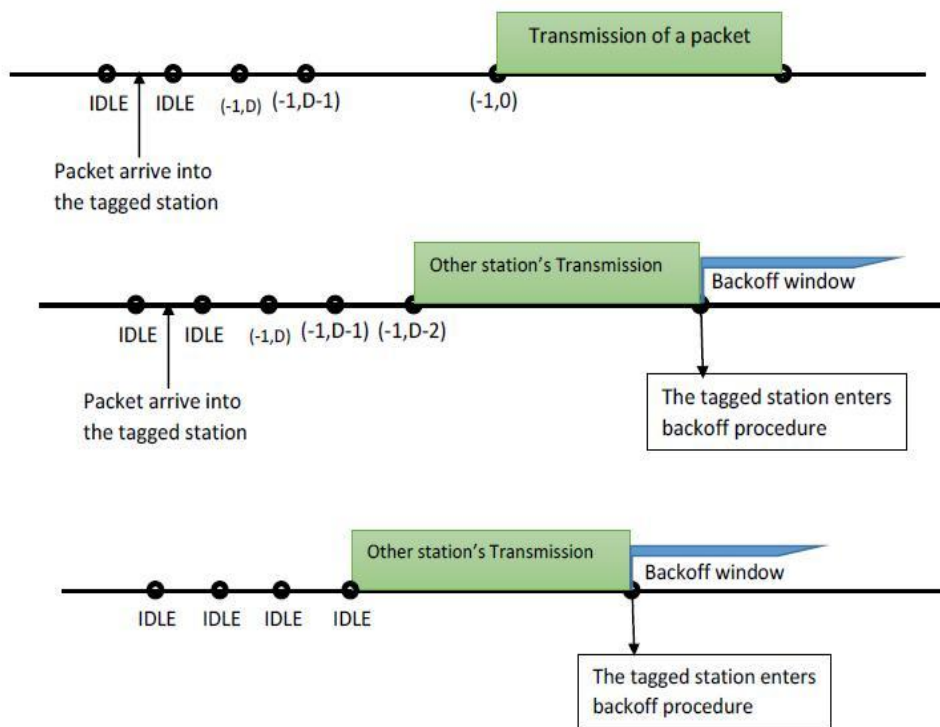 Transmission of a packet
IDLE IDLE (-1,D) (-1,D-1) (-1,0)
Packet arrive into
the tagged station
Other station's Transmission
Backoff window
IDLE IDLE (-1,D) (-1,D-1) (-1,D-2)
Packet arrive into
the tagged station
The tagged station enters
backoff procedure
Other station's Transmission
Backoff window
IDLE IDLE IDLE IDLE
The tagged station enters
backoff procedure